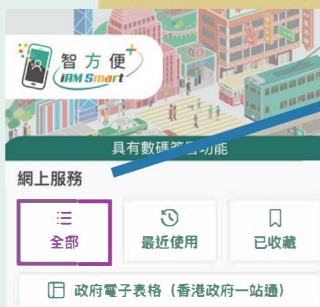 智方便+
iAM Smart
具有數碼簽署功能
網上服務
全部
最近使用
已收藏
政府電子表格 (香港政府一站通)